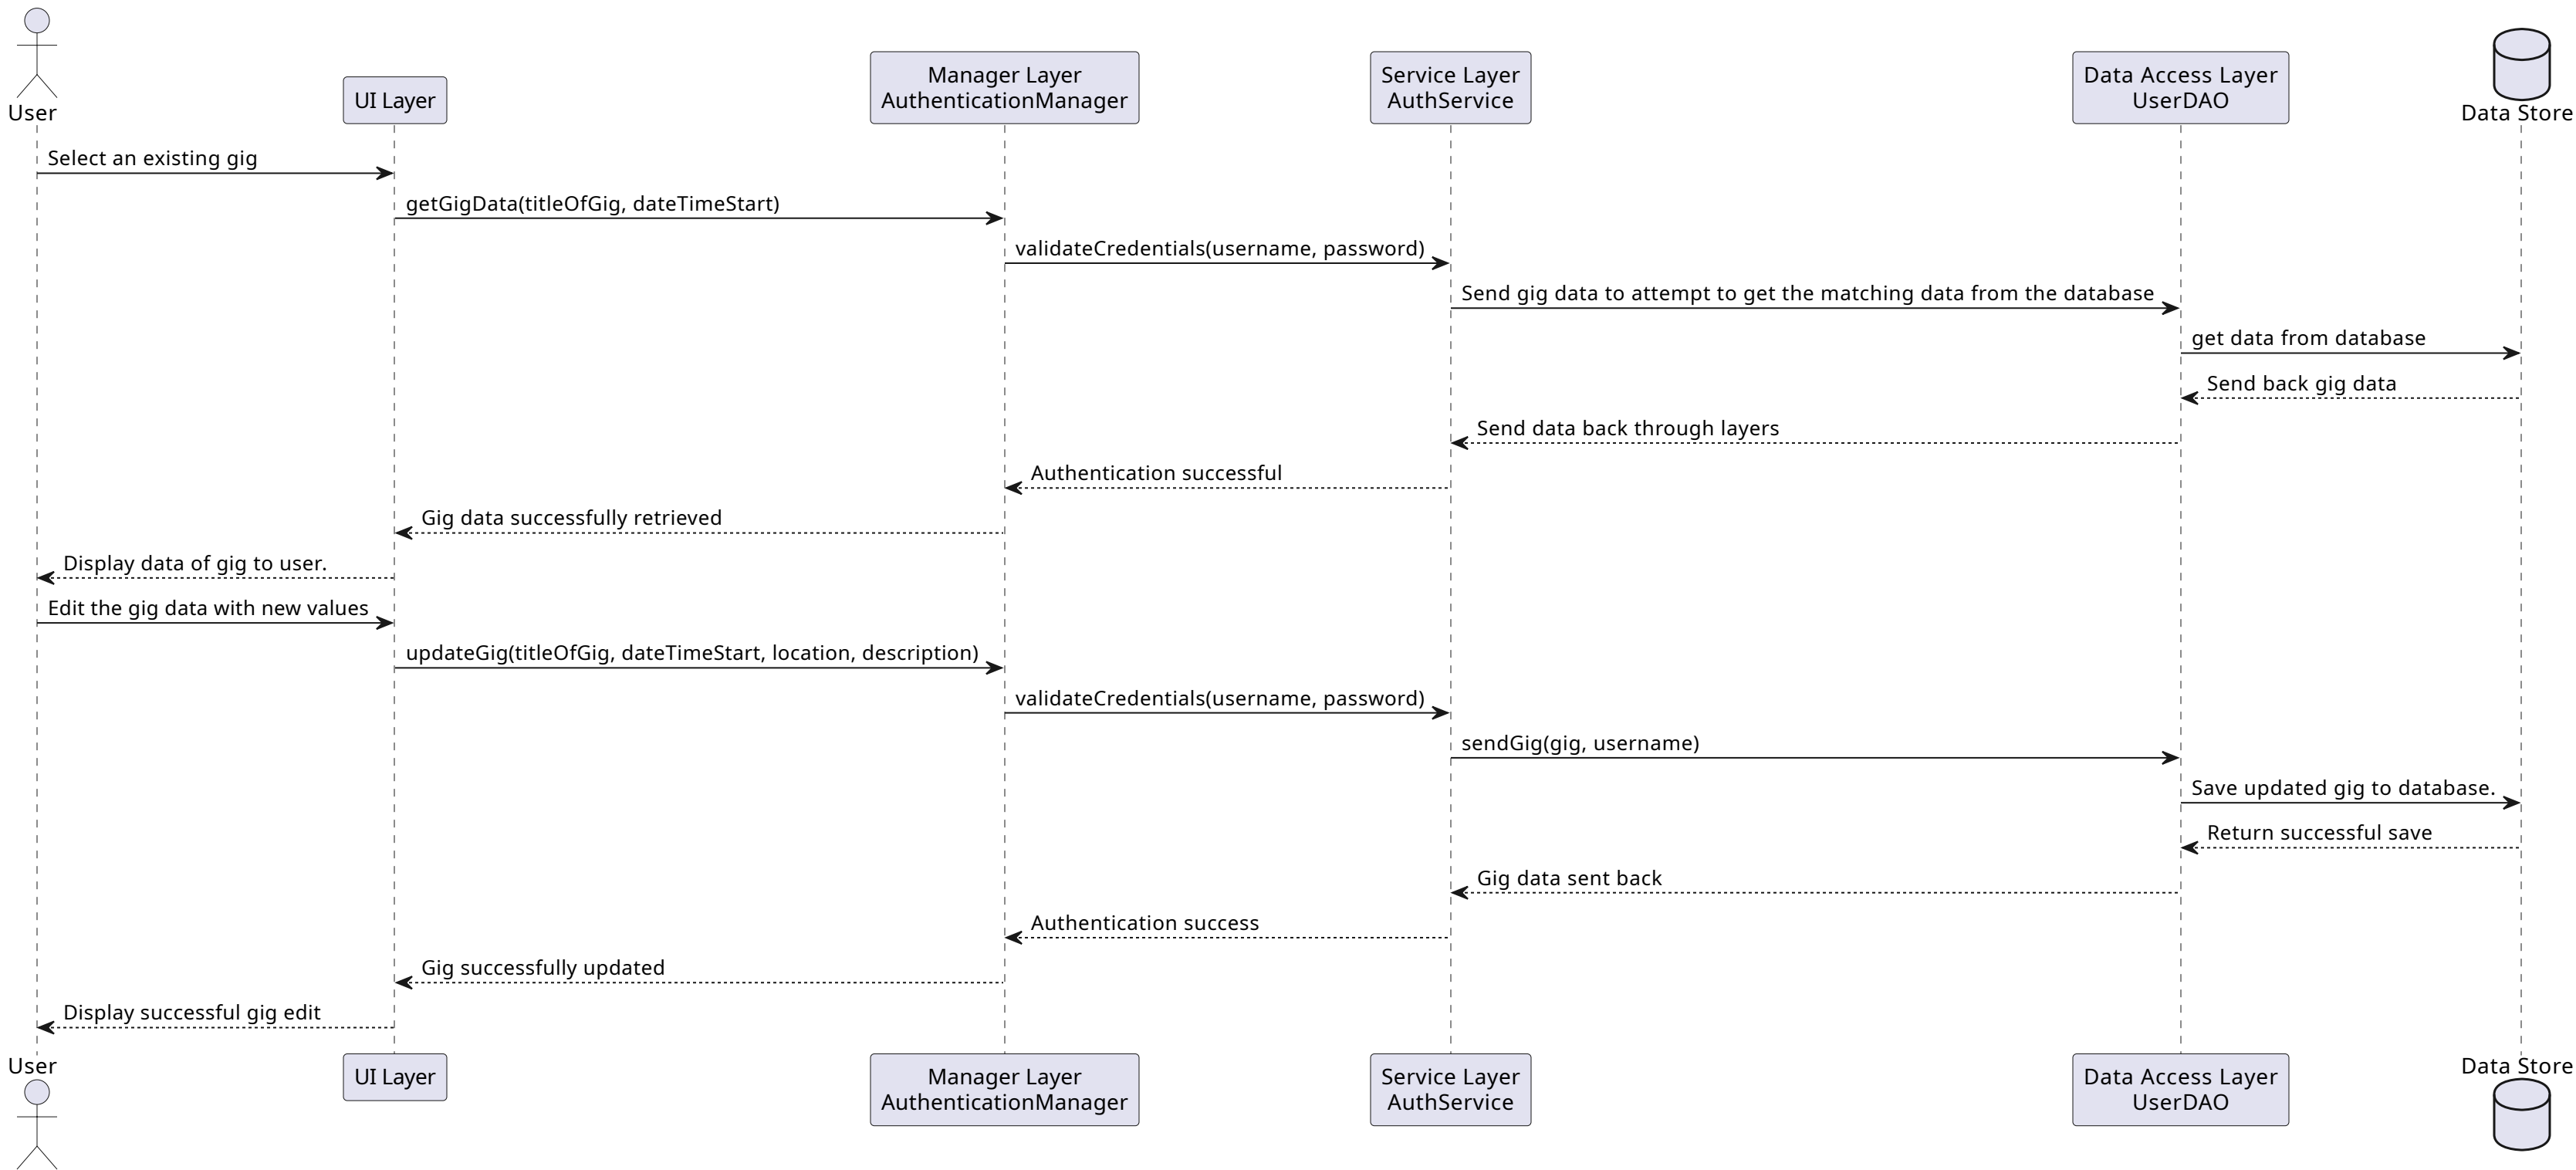 User
UI Layer
Manager Layer
AuthenticationManager
Service Layer
AuthService
Data Access Layer
UserDAO
Data Store
Select an existing gig
getGigData(titleOfGig, dateTimeStart)
validateCredentials(username, password)
Send gig data to attempt to get the matching data from the database
get data from database
Send back gig data
Send data back through layers
Authentication successful
Gig data successfully retrieved
Display data of gig to user.
Edit the gig data with new values
updateGig(titleOfGig, dateTimeStart, location, description)
validateCredentials(username, password)
sendGig(gig, username)
Save updated gig to database.
Return successful save
Gig data sent back
Authentication success
Gig successfully updated
Display successful gig edit
User
UI Layer
Manager Layer
AuthenticationManager
Service Layer
AuthService
Data Access Layer
UserDAO
Data Store